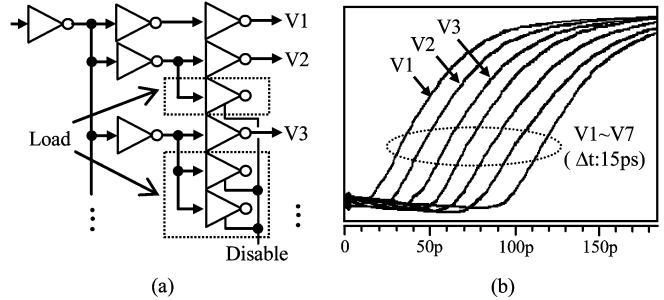 V1
V2
V3
Load
Disable
(a)
V3
V2
V1
V1~V7
( Δt:15ps)
0 50p 100p 150p
(b)